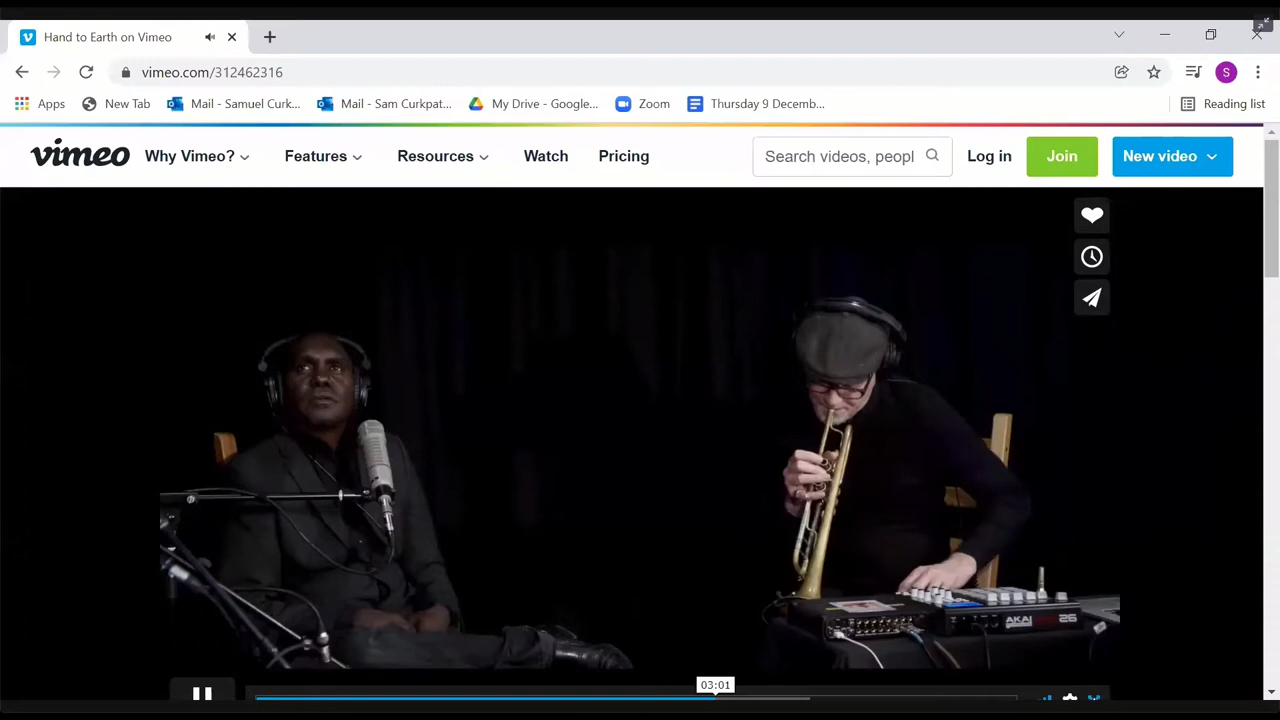 Hand to Earth on Vimeo
vimeo.com/312462316
S
Apps
New Tab
Mail - Samuel Curk...
Mail - Sam Curkpat...
My Drive - Google...
Zoom
Thursday 9 Decemb...
Reading list
vimeo
Why Vimeo?
Features
Resources
Watch
Pricing
Search videos, peopl
Log in
Join
New video
AKAI
26
03:01